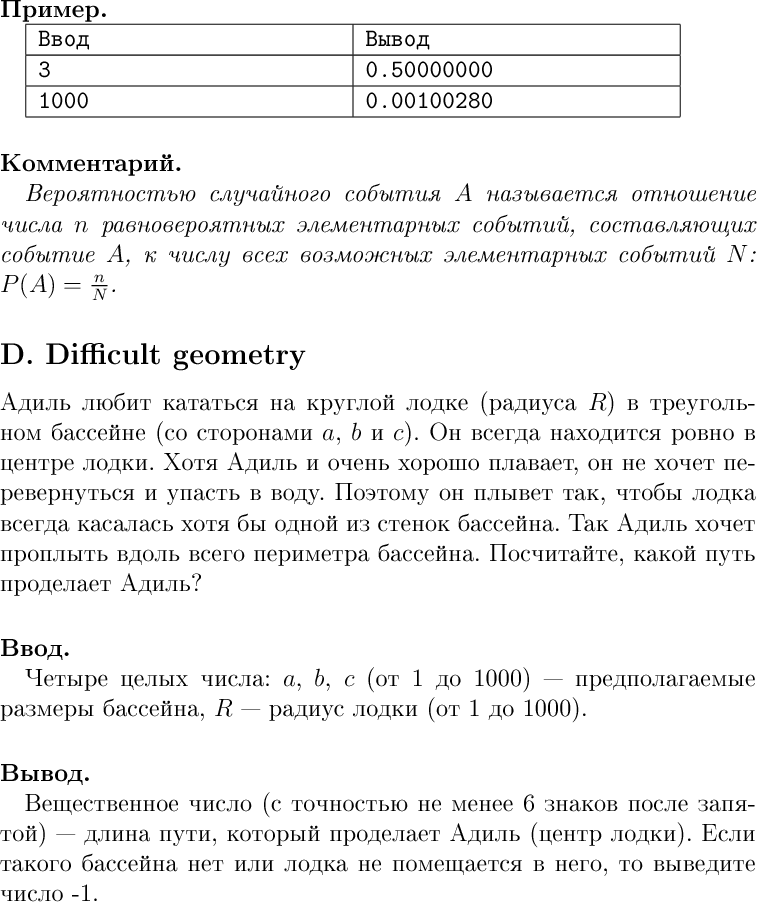 Пример.
Ввод Вывод
3 0.50000000
1000 0.00100280
Комментарий.
Вероятностью случайного события A называется отношение
числа n равновероятных элементарных событий, составляющих
событие A, к числу всех возможных элементарных событий N:
P(A) = n/N.
D. Difficult geometry
Адиль любит кататься на круглой лодке (радиуса R) в треуголь-
ном бассейне (со сторонами a, b и c). Он всегда находится ровно в
центре лодки. Хотя Адиль и очень хорошо плавает, он не хочет пе-
ревернуться и упасть в воду. Поэтому он плывет так, чтобы лодка
всегда касалась хотя бы одной из стенок бассейна. Так Адиль хочет
проплыть вдоль всего периметра бассейна. Посчитайте, какой путь
проделает Адиль?
Ввод.
Четыре целых числа: a, b, c (от 1 до 1000) — предполагаемые
размеры бассейна, R — радиус лодки (от 1 до 1000).
Вывод.
Вещественное число (с точностью не менее 6 знаков после запя-
той) — длина пути, который проделает Адиль (центр лодки). Если
такого бассейна нет или лодка не помещается в него, то выведите
число -1.